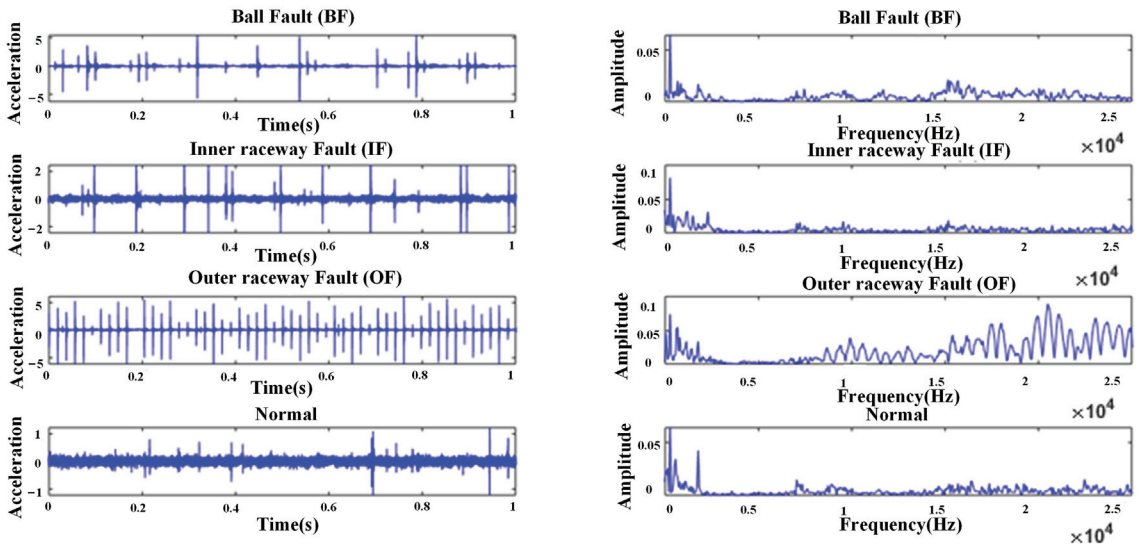 Ball Fault (BF)
Acceleration
5
0
−5
0 0.2 0.4 0.6 0.8 1
Time(s)
Inner raceway Fault (IF)
Acceleration
2
0
−2
0 0.2 0.4 0.6 0.8 1
Time(s)
Outer raceway Fault (OF)
Acceleration
5
0
−5
0 0.2 0.4 0.6 0.8 1
Time(s)
Normal
Acceleration
1
0
−1
0 0.2 0.4 0.6 0.8 1
Time(s)
Ball Fault (BF)
Amplitude
0.05
0
0 0.5 1 1.5 2 2.5
Frequency(Hz)
×10⁴
Inner raceway Fault (IF)
Amplitude
0.1
0.05
0
0 0.5 1 1.5 2 2.5
Frequency(Hz)
×10⁴
Outer raceway Fault (OF)
Amplitude
0.1
0.05
0
0 0.5 1 1.5 2 2.5
Frequency(Hz)
×10⁴
Normal
Amplitude
0.05
0
0 0.5 1 1.5 2 2.5
Frequency(Hz)
×10⁴